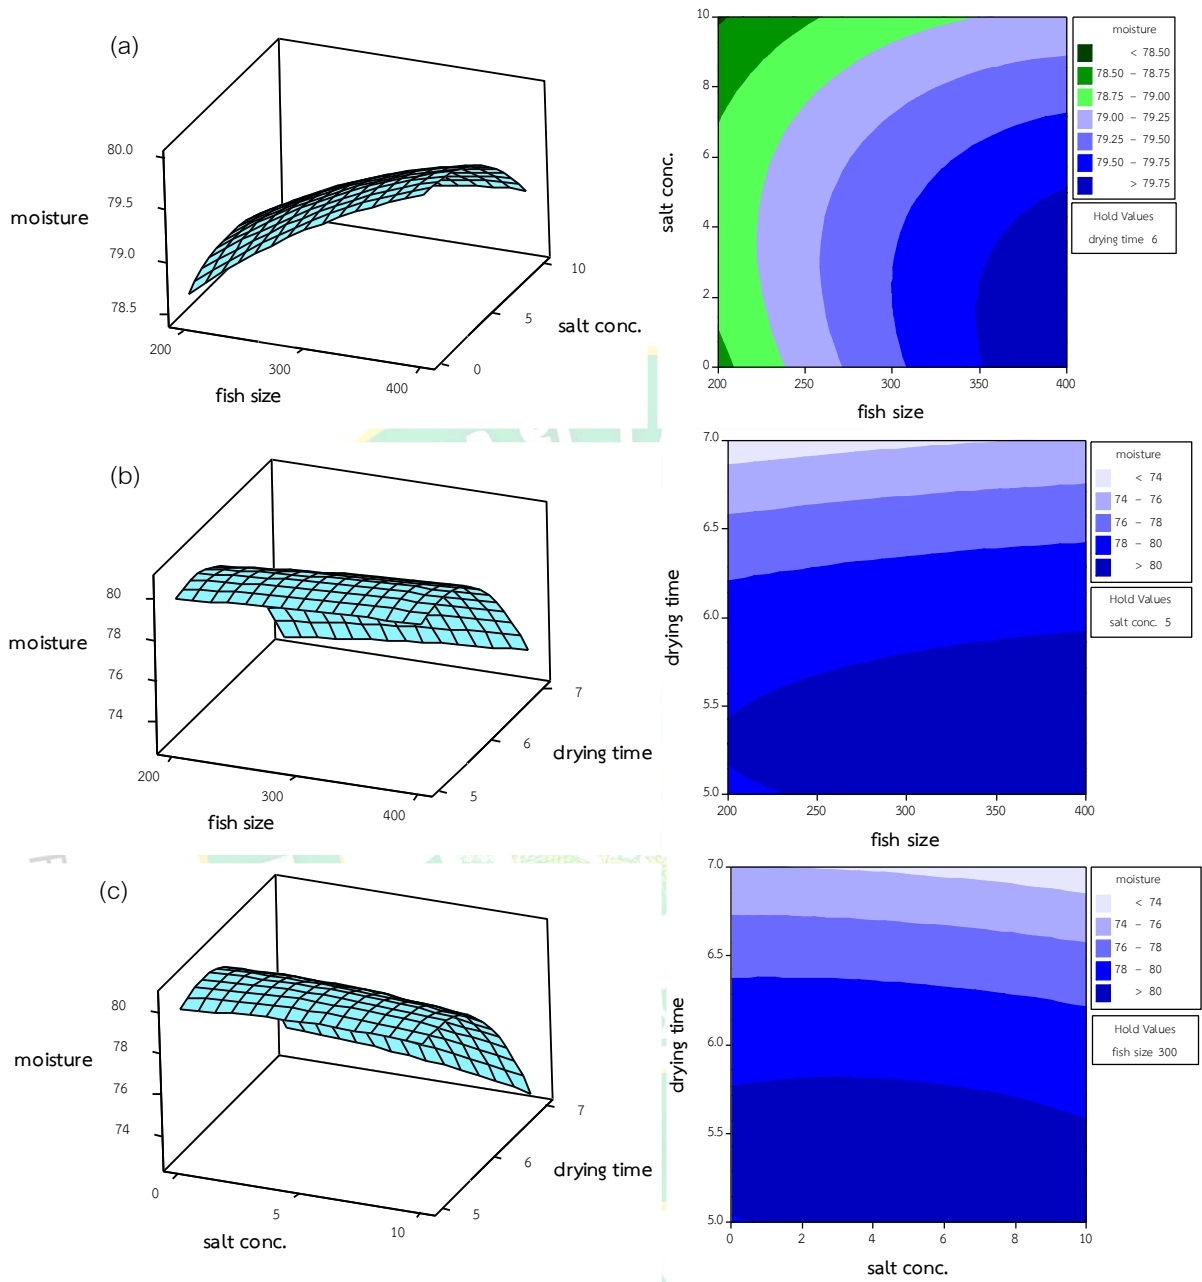 (a)
80.0
79.5
79.0
78.5
moisture
200
300
400
fish size
0
5
10
salt conc.
10
8
6
4
2
0
salt conc.
200
250
300
350
400
fish size
moisture
< 78.50
78.50 – 78.75
78.75 – 79.00
79.00 – 79.25
79.25 – 79.50
79.50 – 79.75
> 79.75
Hold Values
drying time 6
(b)
80
78
76
74
moisture
200
300
400
fish size
5
6
7
drying time
7.0
6.5
6.0
5.5
5.0
drying time
200
250
300
350
400
fish size
moisture
< 74
74 – 76
76 – 78
78 – 80
> 80
Hold Values
salt conc. 5
(c)
80
78
76
74
moisture
0
5
10
salt conc.
5
6
7
drying time
7.0
6.5
6.0
5.5
5.0
drying time
0
2
4
6
8
10
salt conc.
moisture
< 74
74 – 76
76 – 78
78 – 80
> 80
Hold Values
fish size 300